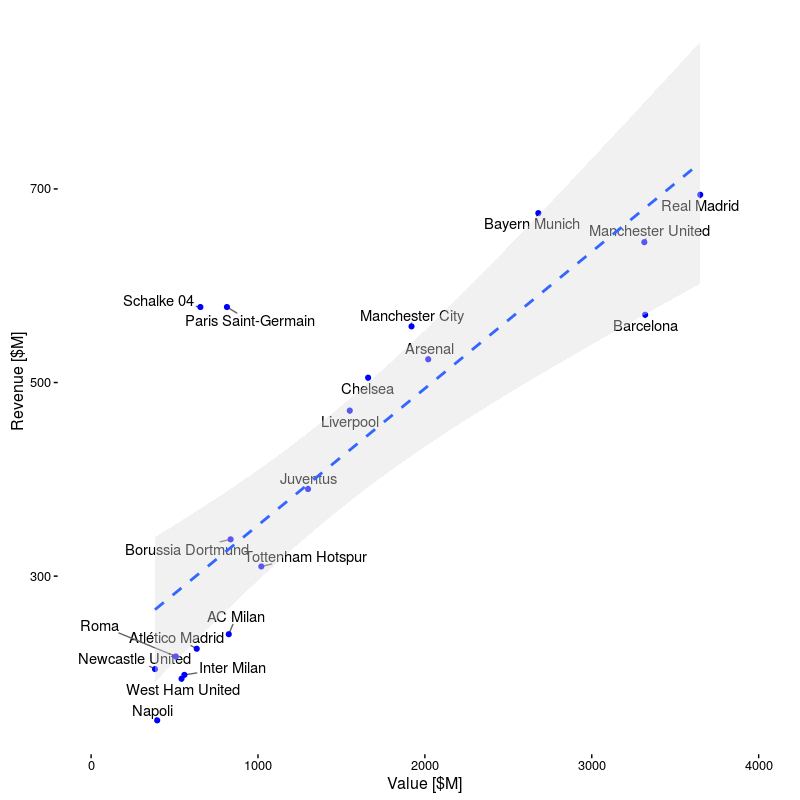 700
Real Madrid
Bayern Munich
Manchester United
Schalke 04
Paris Saint-Germain
Manchester City
Barcelona
Arsenal
Revenue [$M]
500
Chelsea
Liverpool
Juventus
Borussia Dortmund
Tottenham Hotspur
300
AC Milan
Roma
Atlético Madrid
Newcastle United
Inter Milan
West Ham United
Napoli
0
1000
2000
3000
4000
Value [$M]